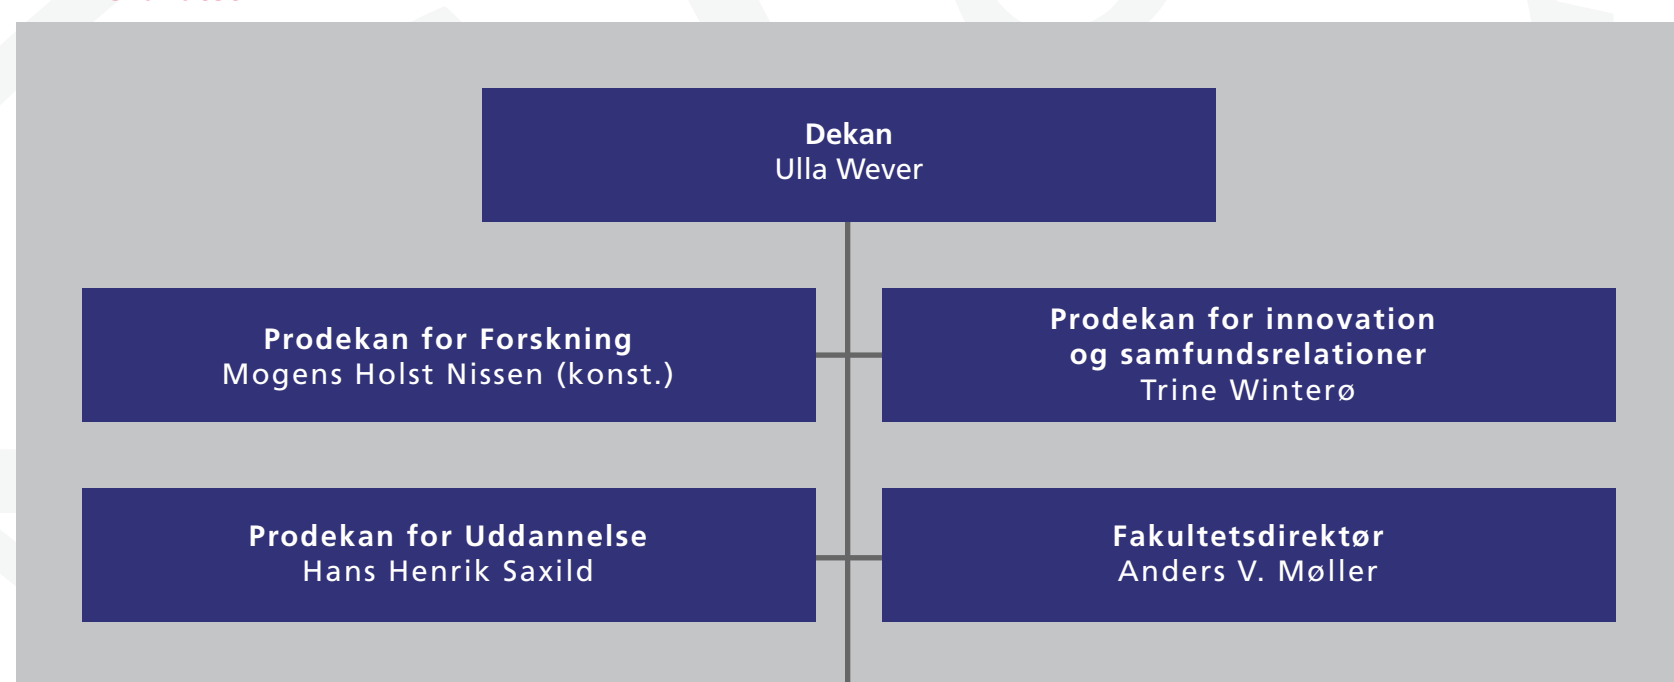 Dekan
Ulla Wever
Prodekan for Forskning
Mogens Holst Nissen (konst.)
Prodekan for innovation
og samfundsrelationer
Trine Winterø
Prodekan for Uddannelse
Hans Henrik Saxild
Fakultetsdirektør
Anders V. Møller